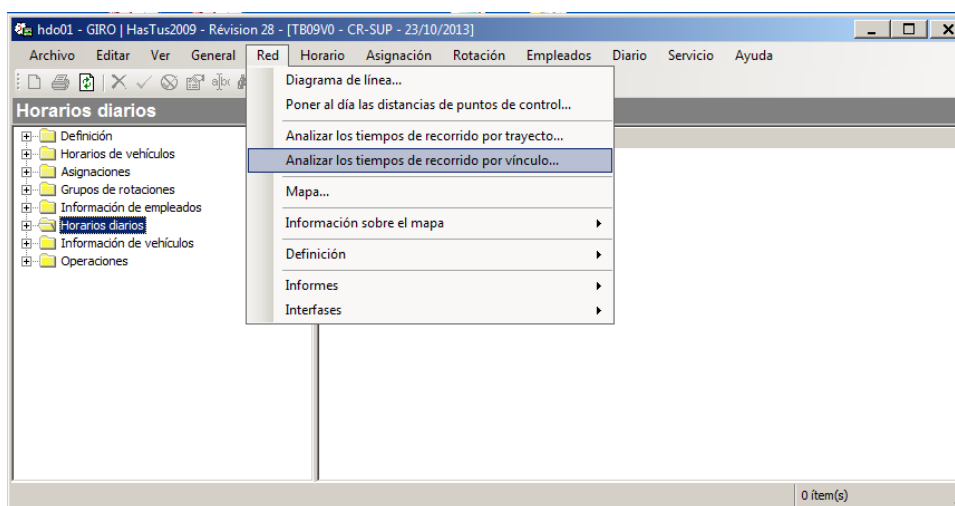 hdo01 - GIRO | HasTus2009 - Révision 28 - [TB09V0 - CR-SUP - 23/10/2013]
Archivo Editar Ver General Red Horario Asignación Rotación Empleados Diario Servicio Ayuda
Horarios diarios
Definición
Horarios de vehículos
Asignaciones
Grupos de rotaciones
Información de empleados
Horarios diarios
Información de vehículos
Operaciones
Diagrama de línea...
Poner al día las distancias de puntos de control...
Analizar los tiempos de recorrido por trayecto...
Analizar los tiempos de recorrido por vínculo...
Mapa...
Información sobre el mapa
Definición
Informes
Interfases
0 ítem(s)